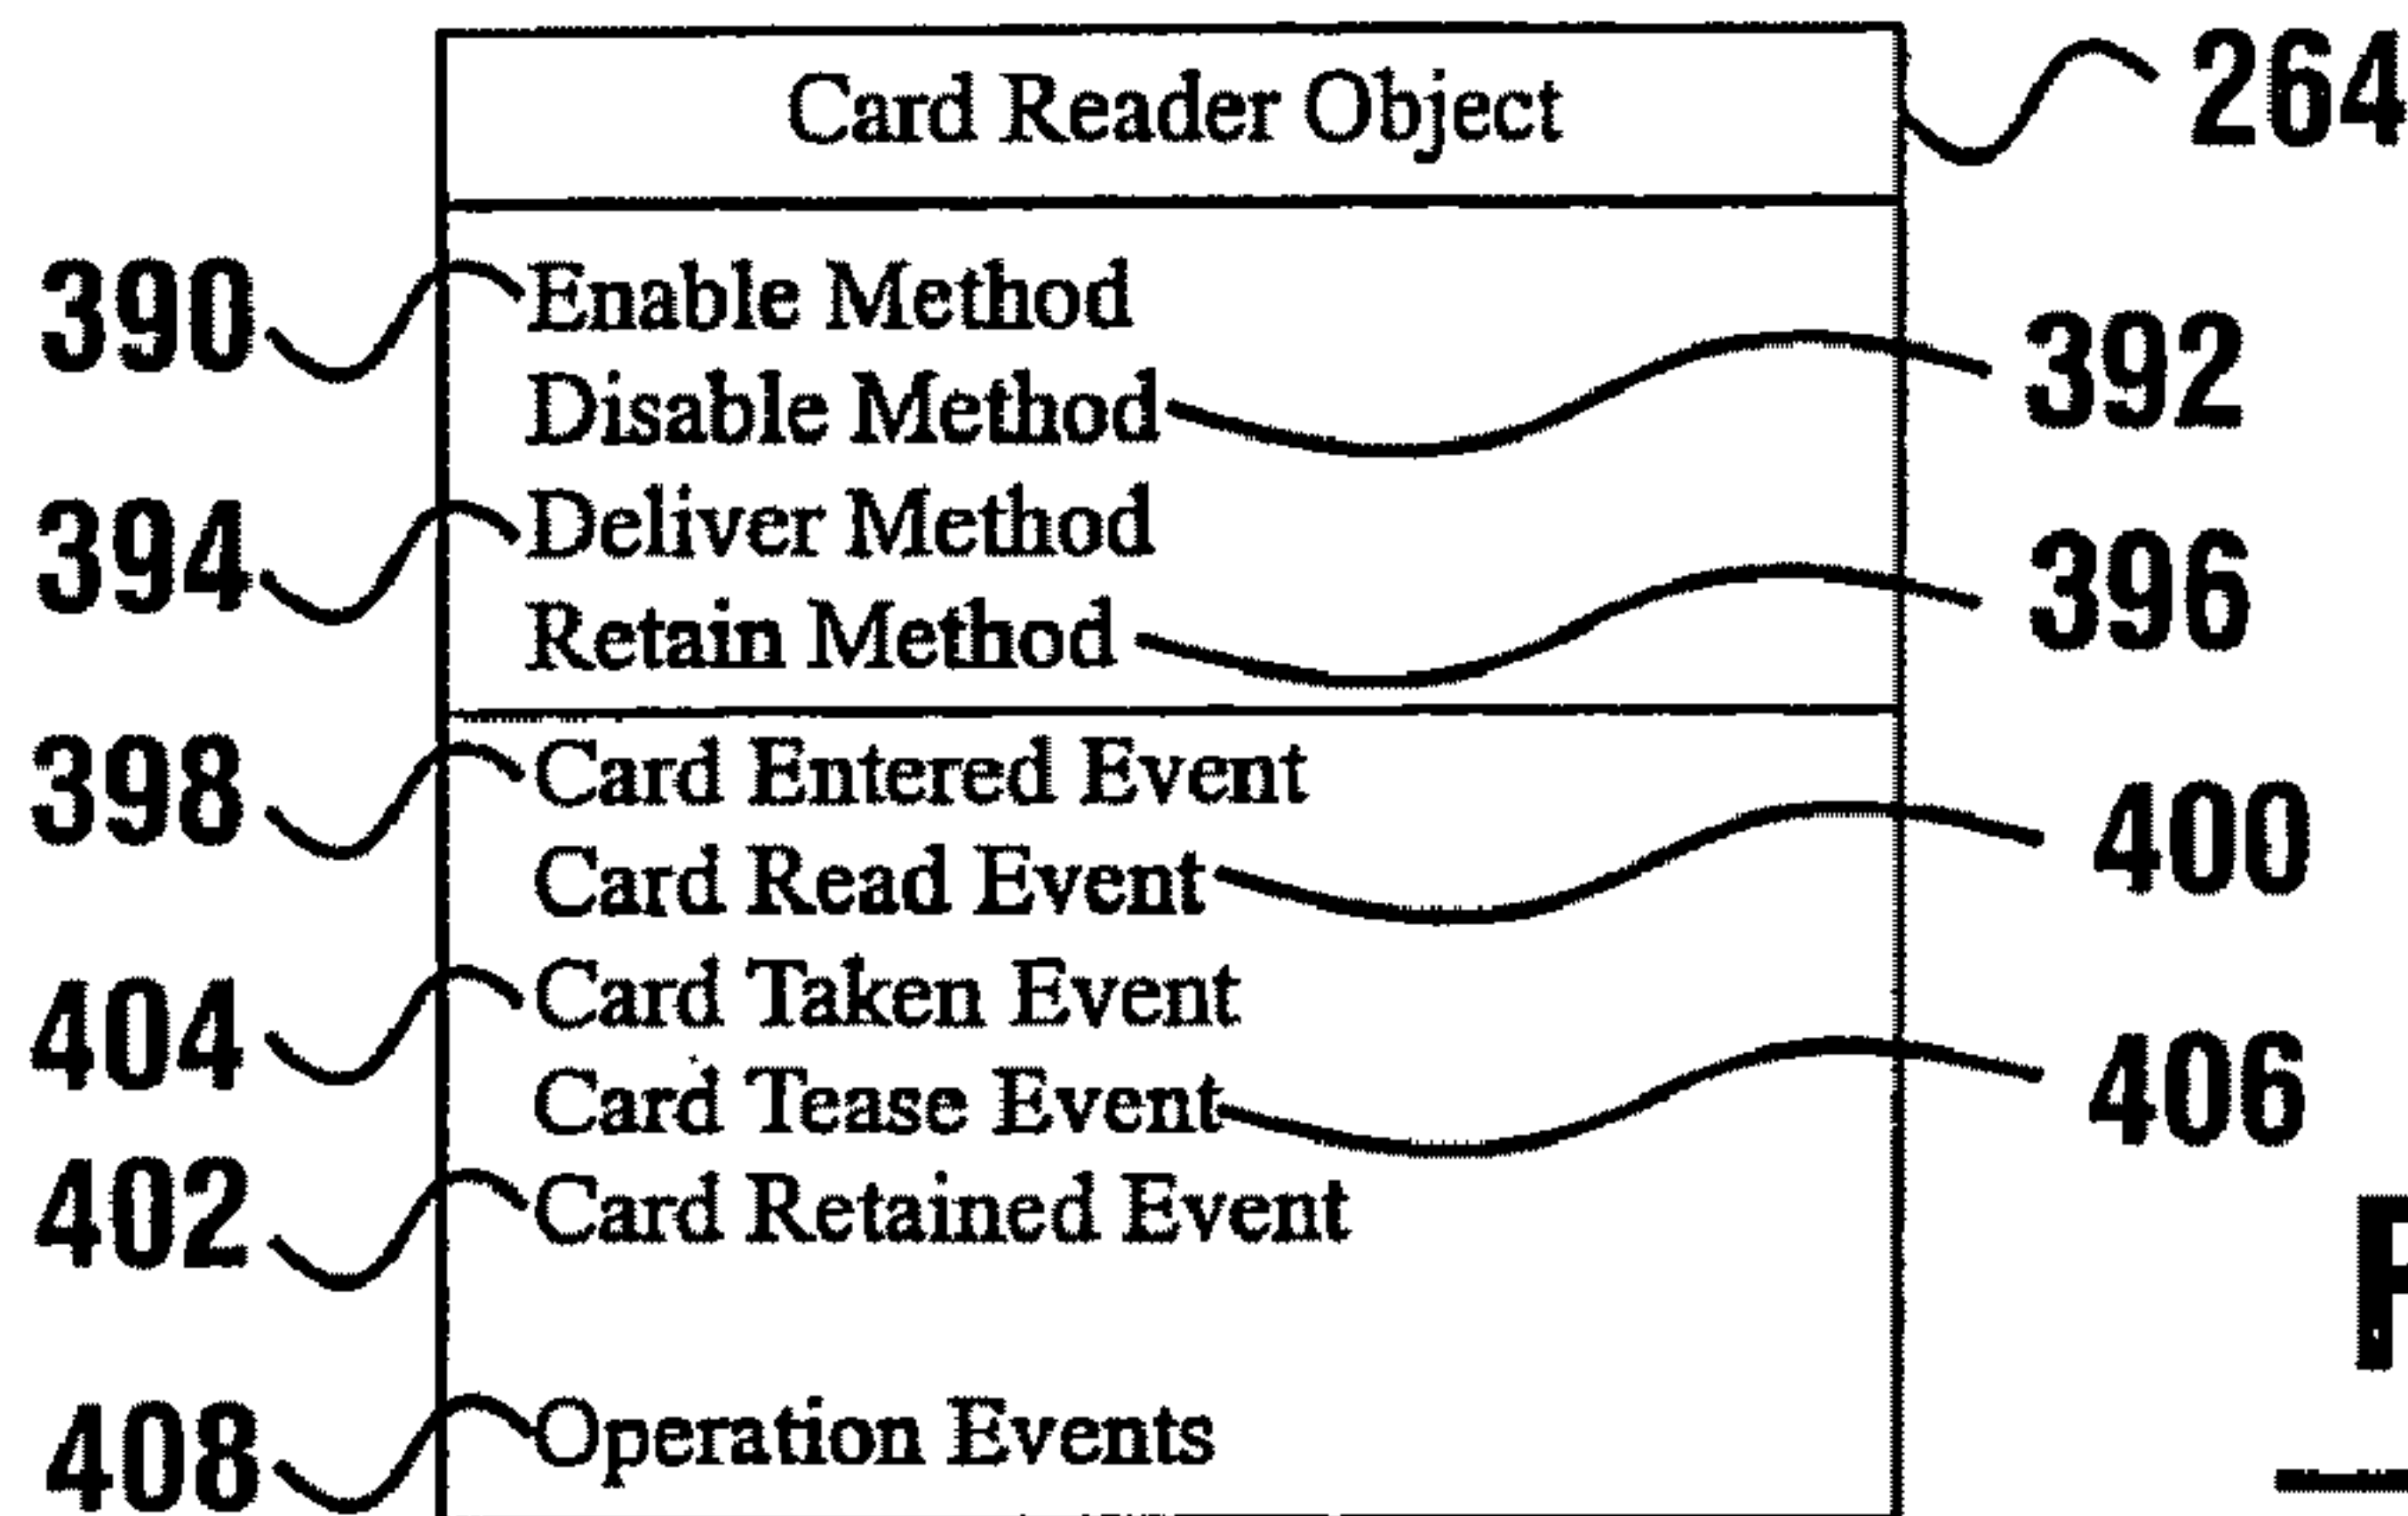 Card Reader Object 264
390 Enable Method
Disable Method 392
394 Deliver Method
Retain Method 396
398 Card Entered Event
Card Read Event 400
404 Card Taken Event
Card Tease Event 406
402 Card Retained Event
408 Operation Events